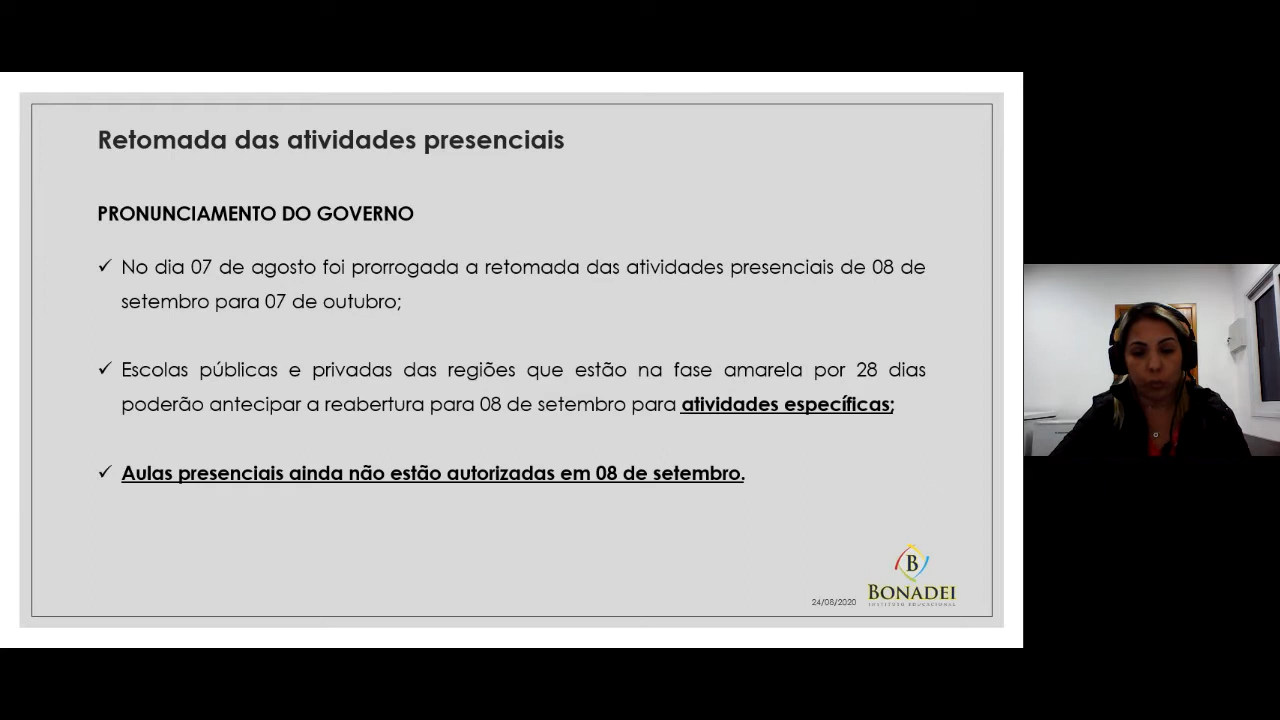 Retomada das atividades presenciais
PRONUNCIAMENTO DO GOVERNO
✓ No dia 07 de agosto foi prorrogada a retomada das atividades presenciais de 08 de
setembro para 07 de outubro;
✓ Escolas públicas e privadas das regiões que estão na fase amarela por 28 dias
poderão antecipar a reabertura para 08 de setembro para atividades específicas;
✓ Aulas presenciais ainda não estão autorizadas em 08 de setembro.
B
24/08/2020
BONADEI
INSTITUTO EDUCACIONAL